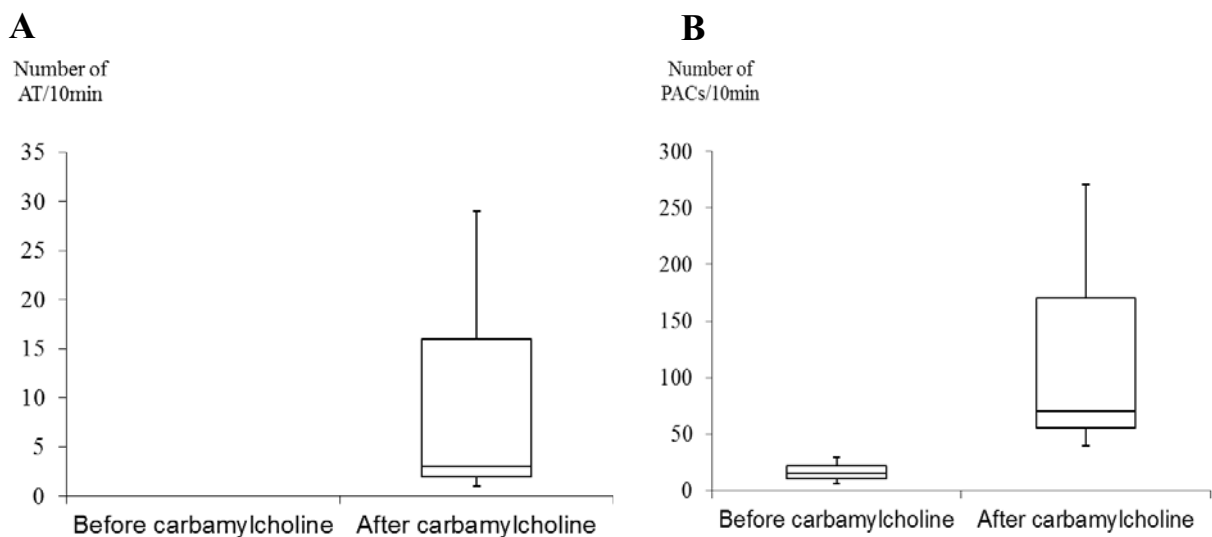 A
Number of
AT/10min
35
30
25
20
15
10
5
0
Before carbamylcholine After carbamylcholine
B
Number of
PACs/10min
300
250
200
150
100
50
0
Before carbamylcholine After carbamylcholine